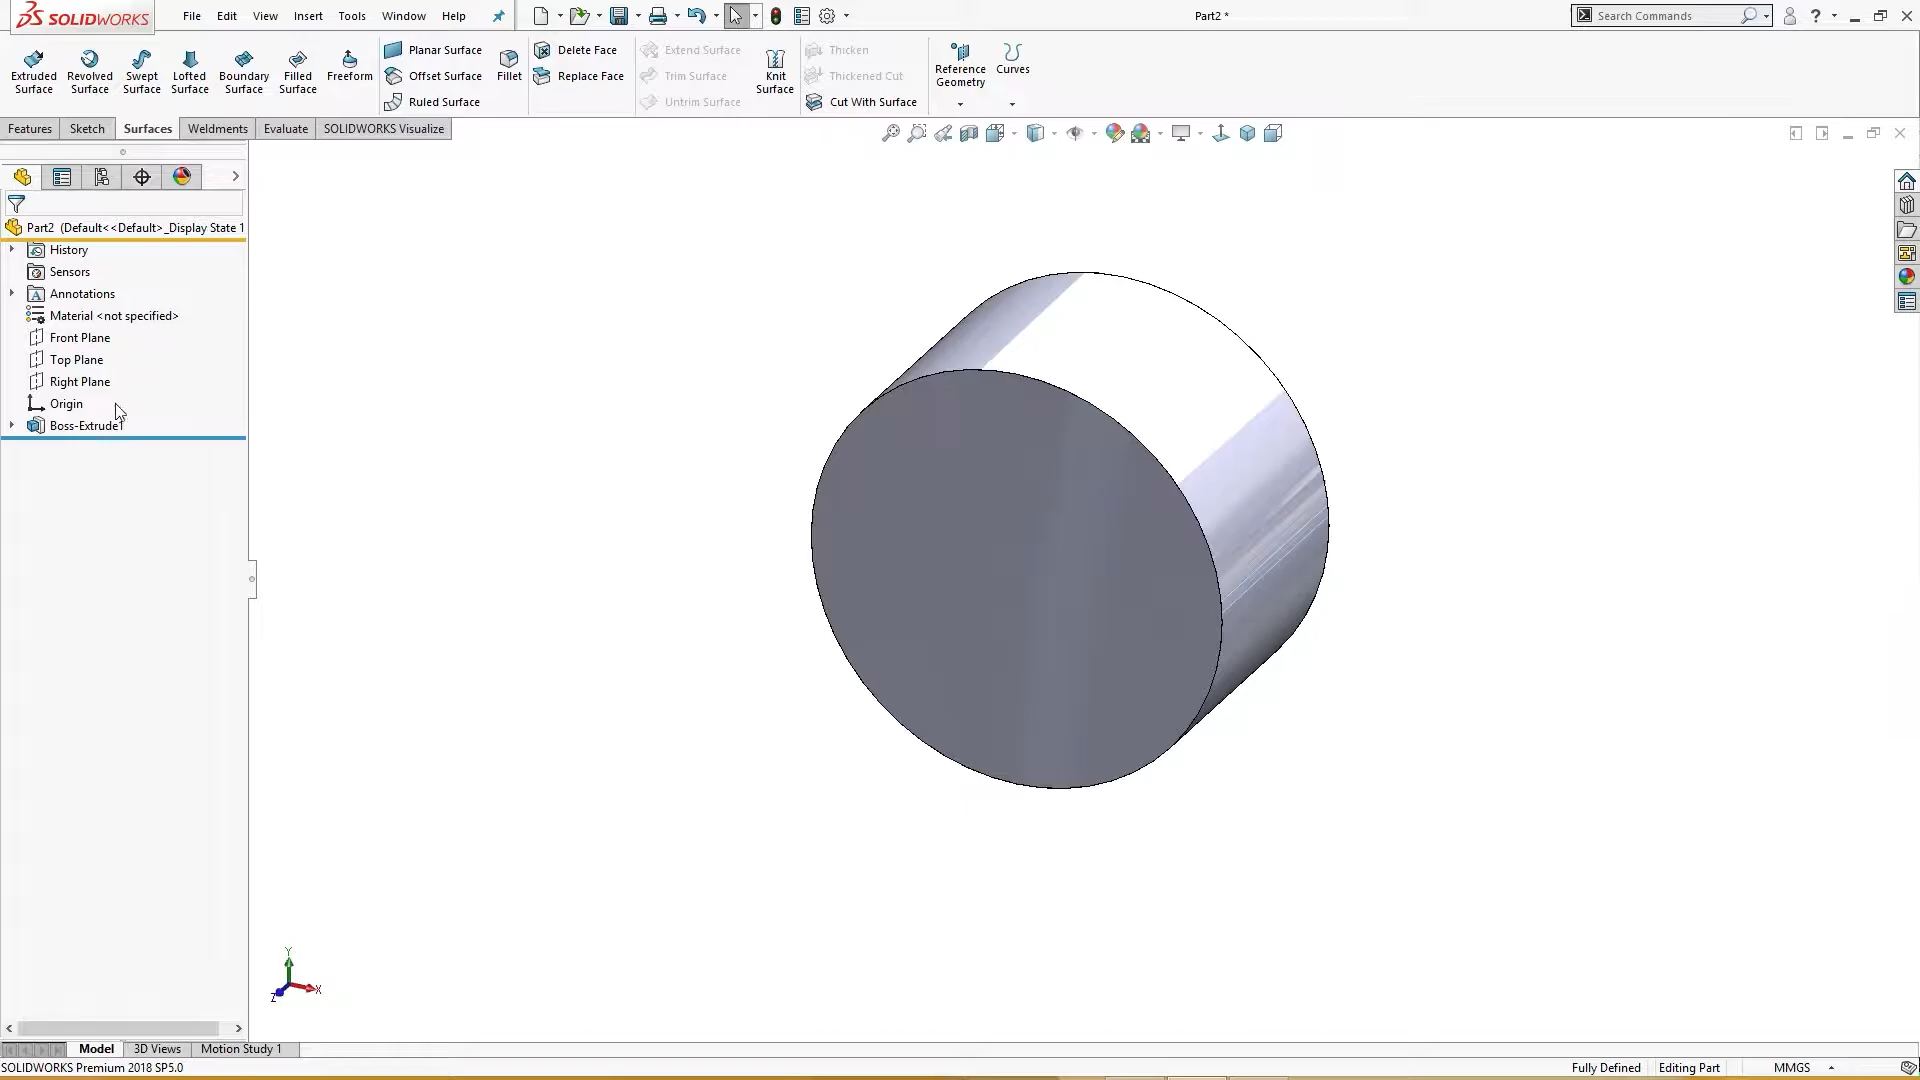 SOLIDWORKS File Edit View Insert Tools Window Help Part2 * Search Commands
Extruded Surface
Revolved Surface
Swept Surface
Lofted Surface
Boundary Surface
Filled Surface
Freeform
Planar Surface
Offset Surface
Ruled Surface
Fillet
Delete Face
Replace Face
Extend Surface
Trim Surface
Untrim Surface
Knit Surface
Thicken
Thickened Cut
Cut With Surface
Reference Geometry
Curves
Features Sketch Surfaces Weldments Evaluate SOLIDWORKS Visualize
Part2 (Default<<Default>_Display State 1
History
Sensors
Annotations
Material <not specified>
Front Plane
Top Plane
Right Plane
Origin
Boss-Extrude1
Y
X
Z
Model 3D Views Motion Study 1
SOLIDWORKS Premium 2018 SP5.0 Fully Defined Editing Part MMGS